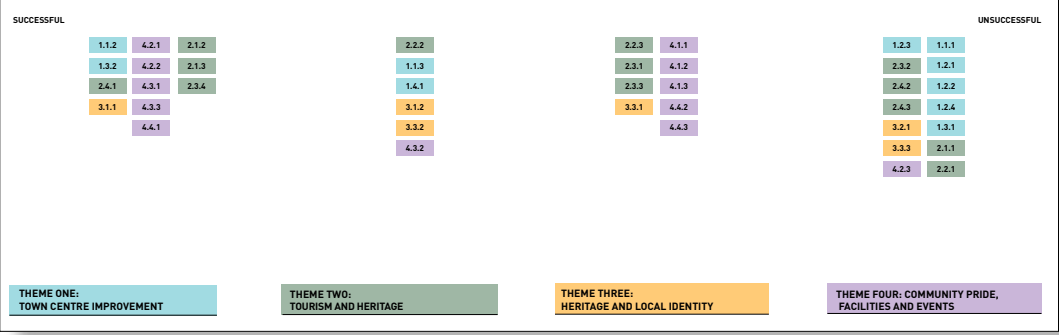 SUCCESSFUL UNSUCCESSFUL
1.1.2 4.2.1 2.1.2 2.2.2 2.2.3 4.1.1 1.2.3 1.1.1
1.3.2 4.2.2 2.1.3 1.1.3 2.3.1 4.1.2 2.3.2 1.2.1
2.4.1 4.3.1 2.3.4 1.4.1 2.3.3 4.1.3 2.4.2 1.2.2
3.1.1 4.3.3 3.1.2 3.3.1 4.4.2 2.4.3 1.2.4
4.4.1 3.3.2 4.4.3 3.2.1 1.3.1
4.3.2 3.3.3 2.1.1
4.2.3 2.2.1
THEME ONE:
TOWN CENTRE IMPROVEMENT
THEME TWO:
TOURISM AND HERITAGE
THEME THREE:
HERITAGE AND LOCAL IDENTITY
THEME FOUR: COMMUNITY PRIDE,
FACILITIES AND EVENTS